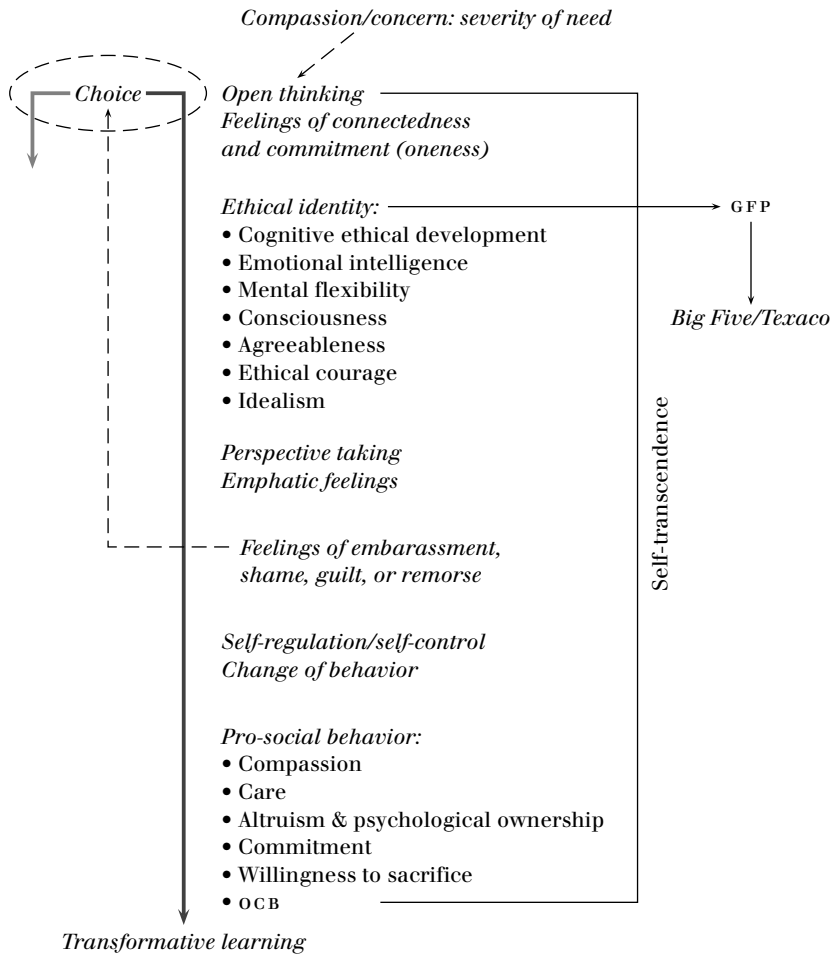 Compassion/concern: severity of need
Choice
Open thinking
Feelings of connectedness
and commitment (oneness)
Ethical identity:
GFP
• Cognitive ethical development
• Emotional intelligence
• Mental flexibility
• Consciousness
Big Five/Texaco
• Agreeableness
• Ethical courage
• Idealism
Perspective taking
Emphatic feelings
Self-transcendence
Feelings of embarassment,
shame, guilt, or remorse
Self-regulation/self-control
Change of behavior
Pro-social behavior:
• Compassion
• Care
• Altruism & psychological ownership
• Commitment
• Willingness to sacrifice
• OCB
Transformative learning